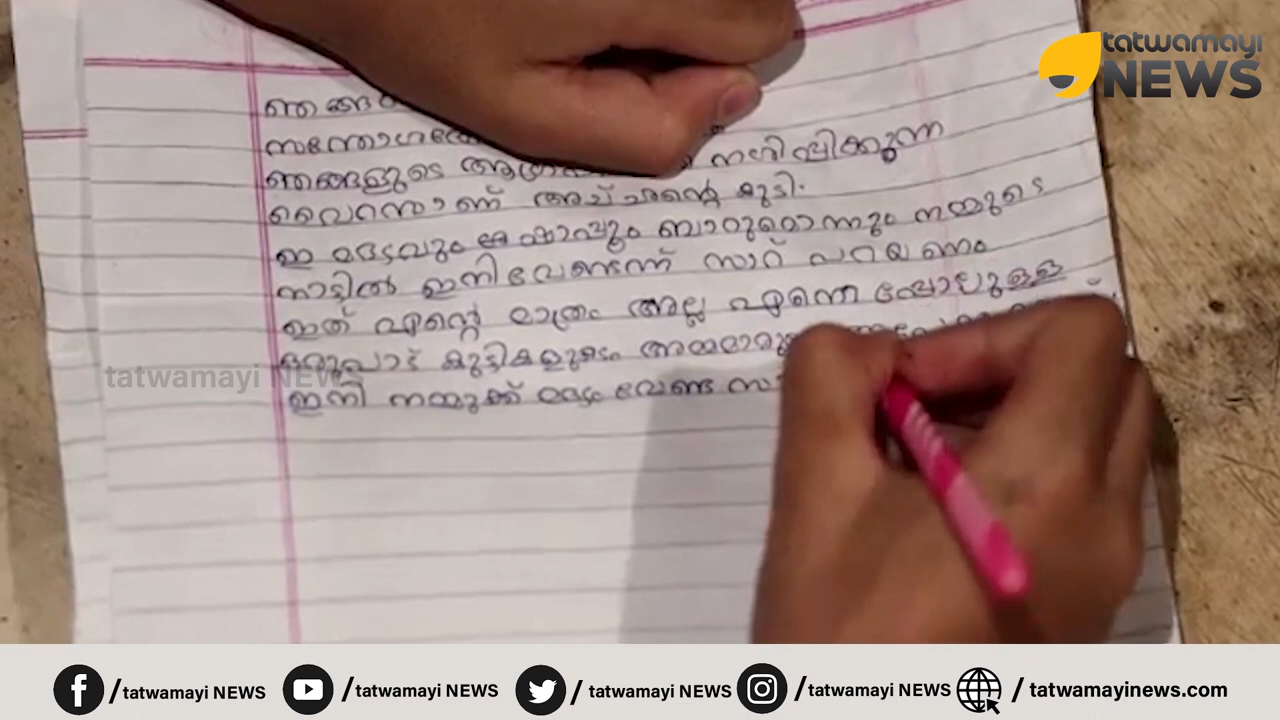 tatwamayi
NEWS
ഞങ്ങ
സന്തോഗത്തേ
ഞങ്ങളുടെ നശിപ്പിക്കുന്ന
വൈറസാണ് അച്ഛന്റെ കുടി.
ഈ മദ്യവും ഷോപ്പും ബാറുമൊന്നും നമ്മുടെ
നാട്ടിൽ ഇനി വേണ്ടന്ന് സാറ് പറയണം
ഇത് എന്റെ മാത്രം അല്ല എന്നെ പ്പോലുള്ള
ഒരുപാട് കുട്ടികളുടേം അമ്മമാരുടേം
ഇനി നമ്മുക്ക് മദ്യം വേണ്ട സ
tatwamayi NEWS
/tatwamayi NEWS /tatwamayi NEWS / tatwamayi NEWS /tatwamayi NEWS / tatwamayinews.com